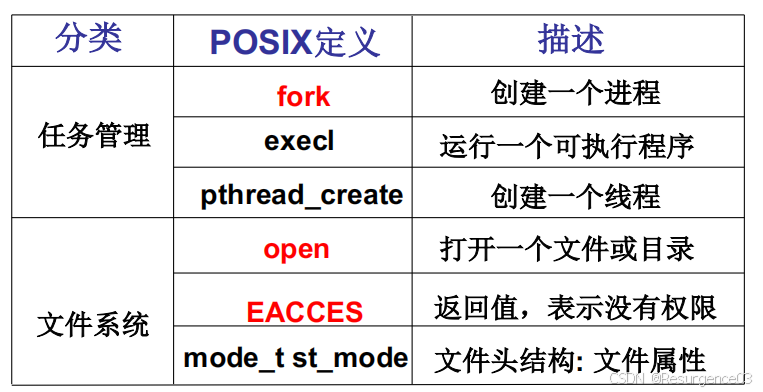 分类 POSIX定义 描述
任务管理 fork 创建一个进程
execl 运行一个可执行程序
pthread_create 创建一个线程
文件系统 open 打开一个文件或目录
EACCES 返回值，表示没有权限
mode_t st_mode 文件头结构: 文件属性
CSDN @Resurgence03